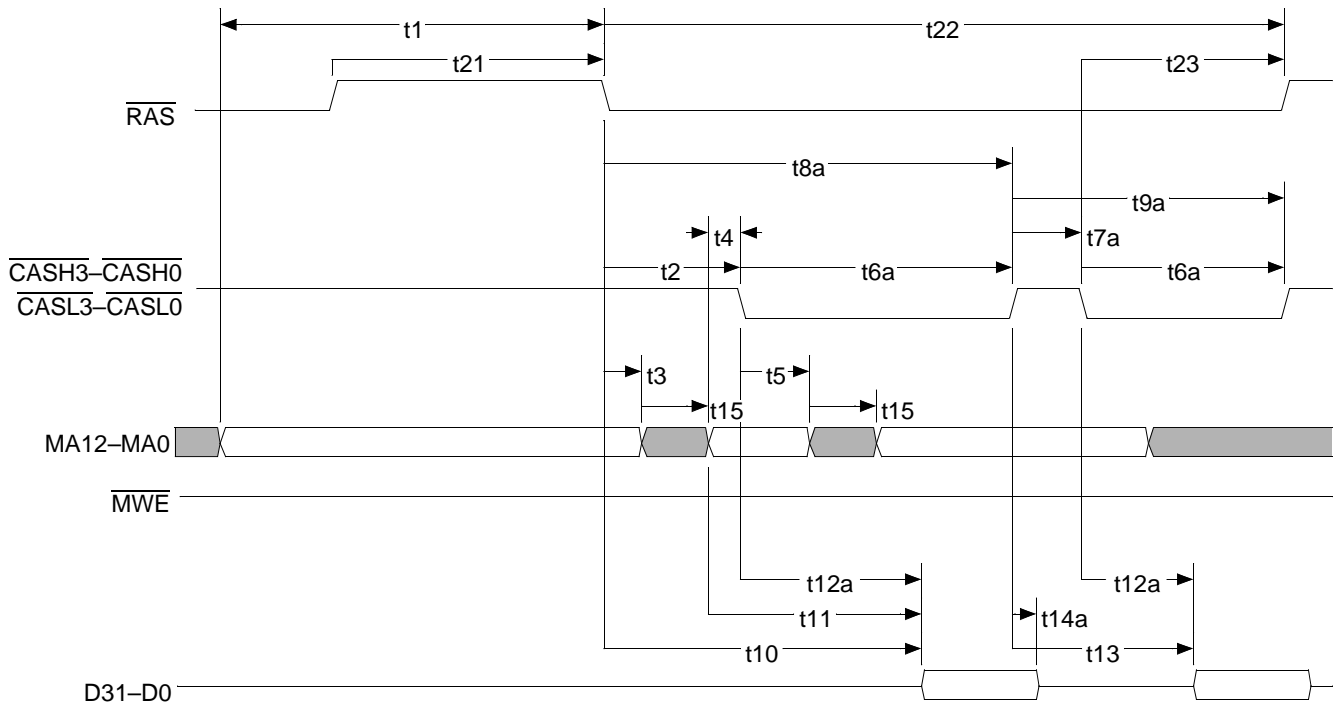 t1
t22
t21
t23
RAS
t8a
t9a
t4
t7a
CASH3–CASH0
t2
t6a
t6a
CASL3–CASL0
t3
t5
t15
t15
MA12–MA0
MWE
t12a
t12a
t11
t14a
t10
t13
D31–D0